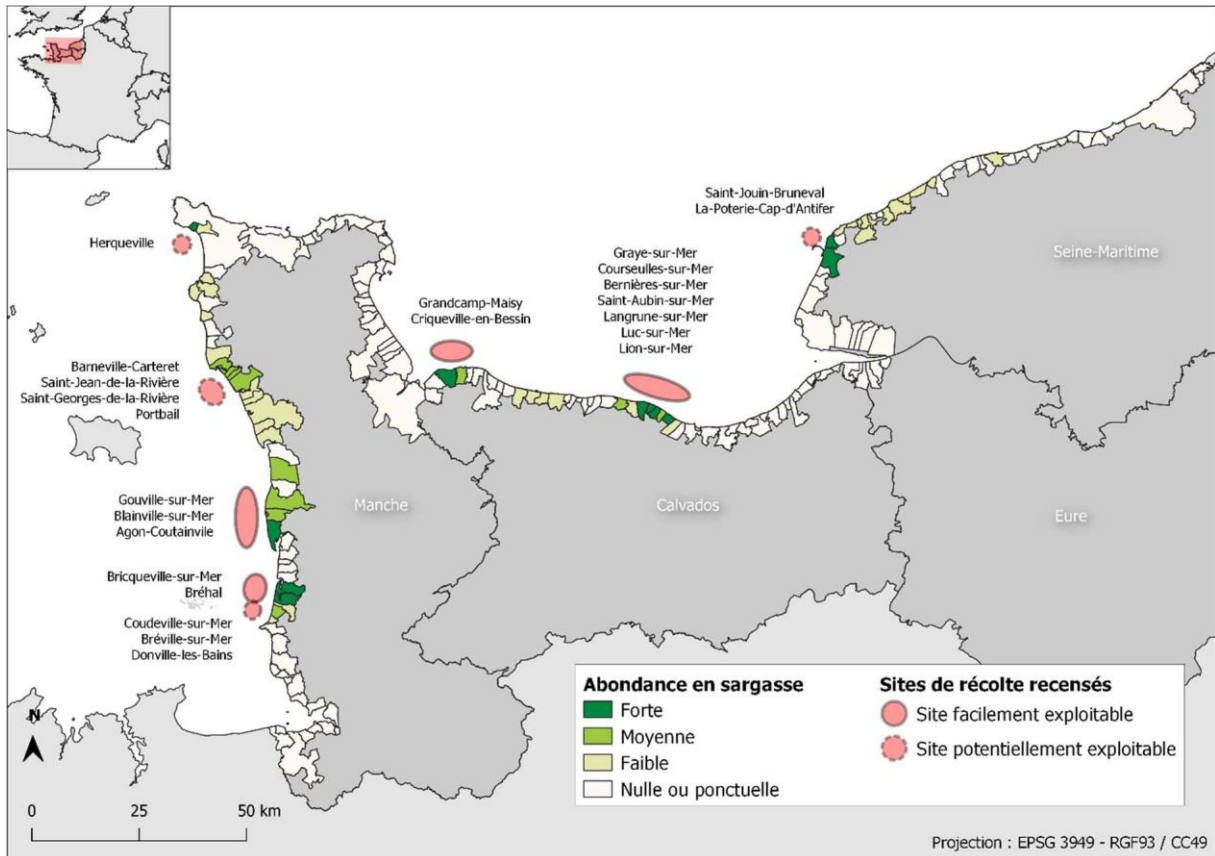 Saint-Jouin-Bruneval
La-Poterie-Cap-d'Antifer
Herqueville
Graye-sur-Mer
Courseulles-sur-Mer
Bernières-sur-Mer
Saint-Aubin-sur-Mer
Langrune-sur-Mer
Luc-sur-Mer
Lion-sur-Mer
Seine-Maritime
Grandcamp-Maisy
Criqueville-en-Bessin
Barneville-Carteret
Saint-Jean-de-la-Rivière
Saint-Georges-de-la-Rivière
Portbail
Gouville-sur-Mer
Blainville-sur-Mer
Agon-Coutainvile
Manche
Calvados
Eure
Bricqueville-sur-Mer
Bréhal
Coudeville-sur-Mer
Bréville-sur-Mer
Donville-les-Bains
Abondance en sargasse
Forte
Moyenne
Faible
Nulle ou ponctuelle
Sites de récolte recensés
Site facilement exploitable
Site potentiellement exploitable
N
0 25 50 km
Projection : EPSG 3949 - RGF93 / CC49